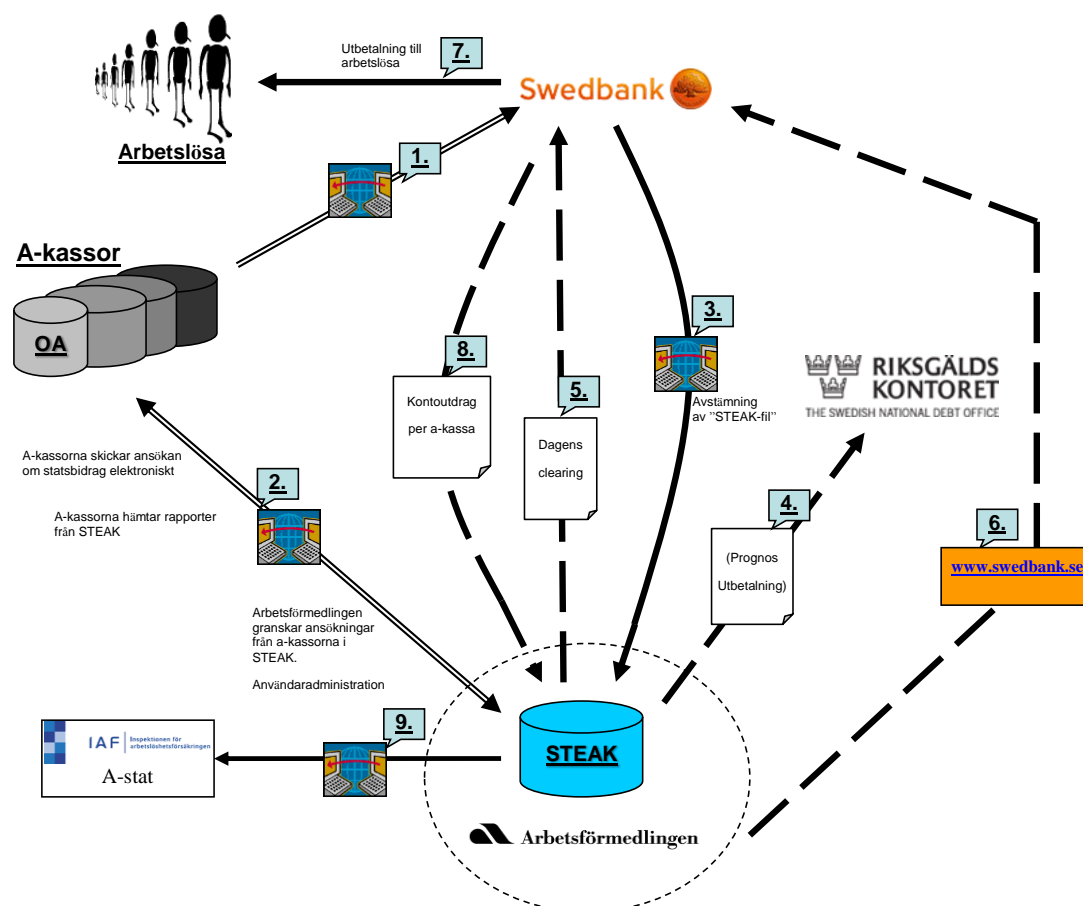 Utbetalning till
arbetslösa
7.
Swedbank
Arbetslösa
1.
A-kassor
OA
3.
8.
Kontoutdrag
per a-kassa
5.
Dagens
clearing
Avstämning
av ”STEAK-fil”
RIKSGÄLDS
KONTORET
THE SWEDISH NATIONAL DEBT OFFICE
A-kassorna skickar ansökan
om statsbidrag elektroniskt
2.
A-kassorna hämtar rapporter
från STEAK
4.
(Prognos
Utbetalning)
6.
www.swedbank.se
Arbetsförmedlingen
granskar ansökningar
från a-kassorna i
STEAK.
Användaradministration
IAF
Inspektionen för
arbetslöshetsförsäkringen
A-stat
9.
STEAK
Arbetsförmedlingen